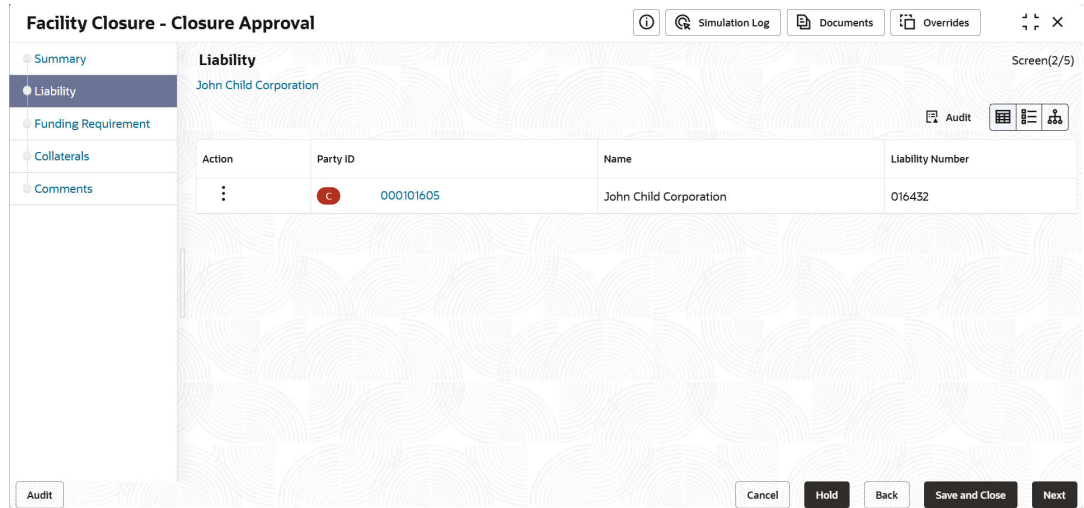 Facility Closure - Closure Approval
Simulation Log
Documents
Overrides
Summary
Liability
Funding Requirement
Collaterals
Comments
Liability
Screen(2/5)
John Child Corporation
Audit
Action Party ID Name Liability Number
C 000101605 John Child Corporation 016432
Audit
Cancel Hold Back Save and Close Next